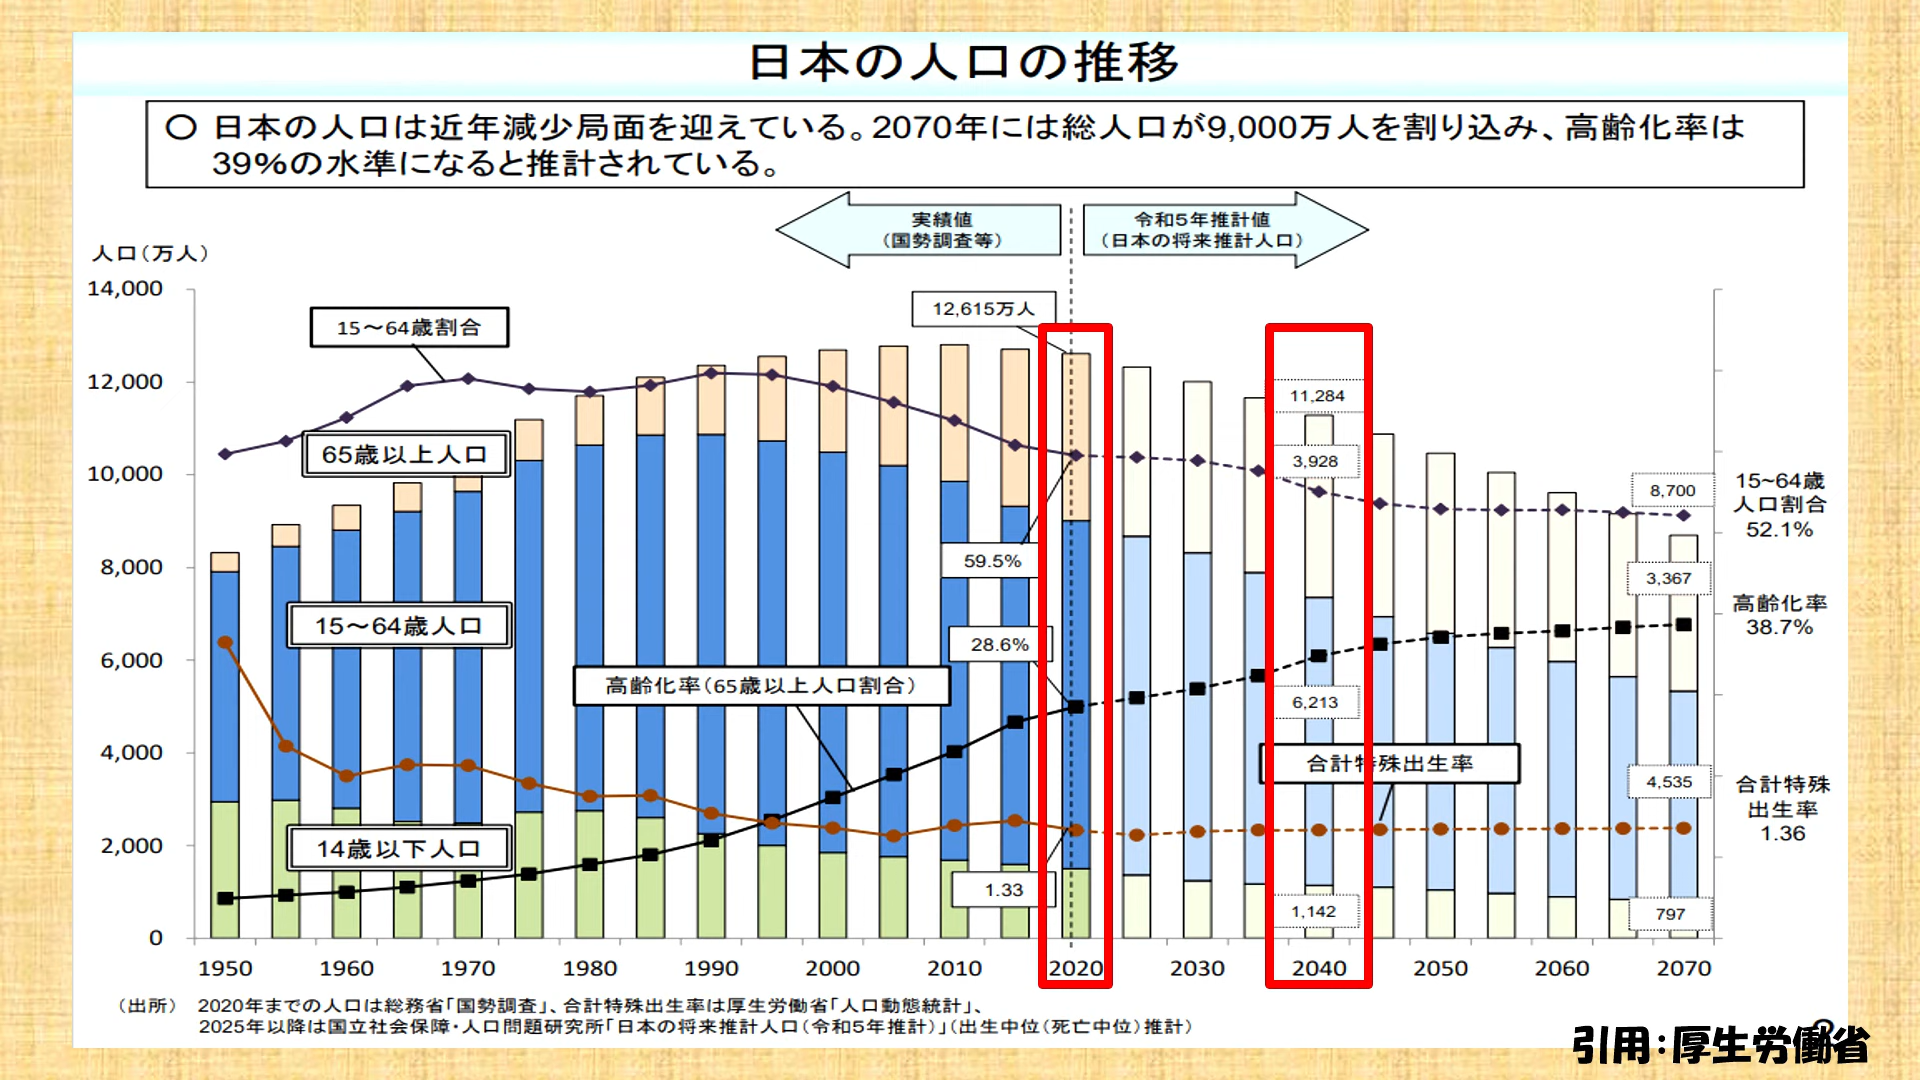 日本の人口の推移
○ 日本の人口は近年減少局面を迎えている。2070年には総人口が9,000万人を割り込み、高齢化率は
39%の水準になると推計されている。
実績値
(国勢調査等)
令和5年推計値
(日本の将来推計人口)
人口(万人)
14,000
12,000
10,000
8,000
6,000
4,000
2,000
0
15～64歳割合
65歳以上人口
15～64歳人口
14歳以下人口
高齢化率(65歳以上人口割合)
12,615万人
59.5%
28.6%
1.33
11,284
3,928
6,213
合計特殊出生率
1,142
8,700
3,367
4,535
797
15~64歳
人口割合
52.1%
高齢化率
38.7%
合計特殊
出生率
1.36
1950 1960 1970 1980 1990 2000 2010 2020 2030 2040 2050 2060 2070
(出所) 2020年までの人口は総務省「国勢調査」、合計特殊出生率は厚生労働省「人口動態統計」、
2025年以降は国立社会保障・人口問題研究所「日本の将来推計人口(令和5年推計)」(出生中位(死亡中位)推計)
引用：厚生労働省